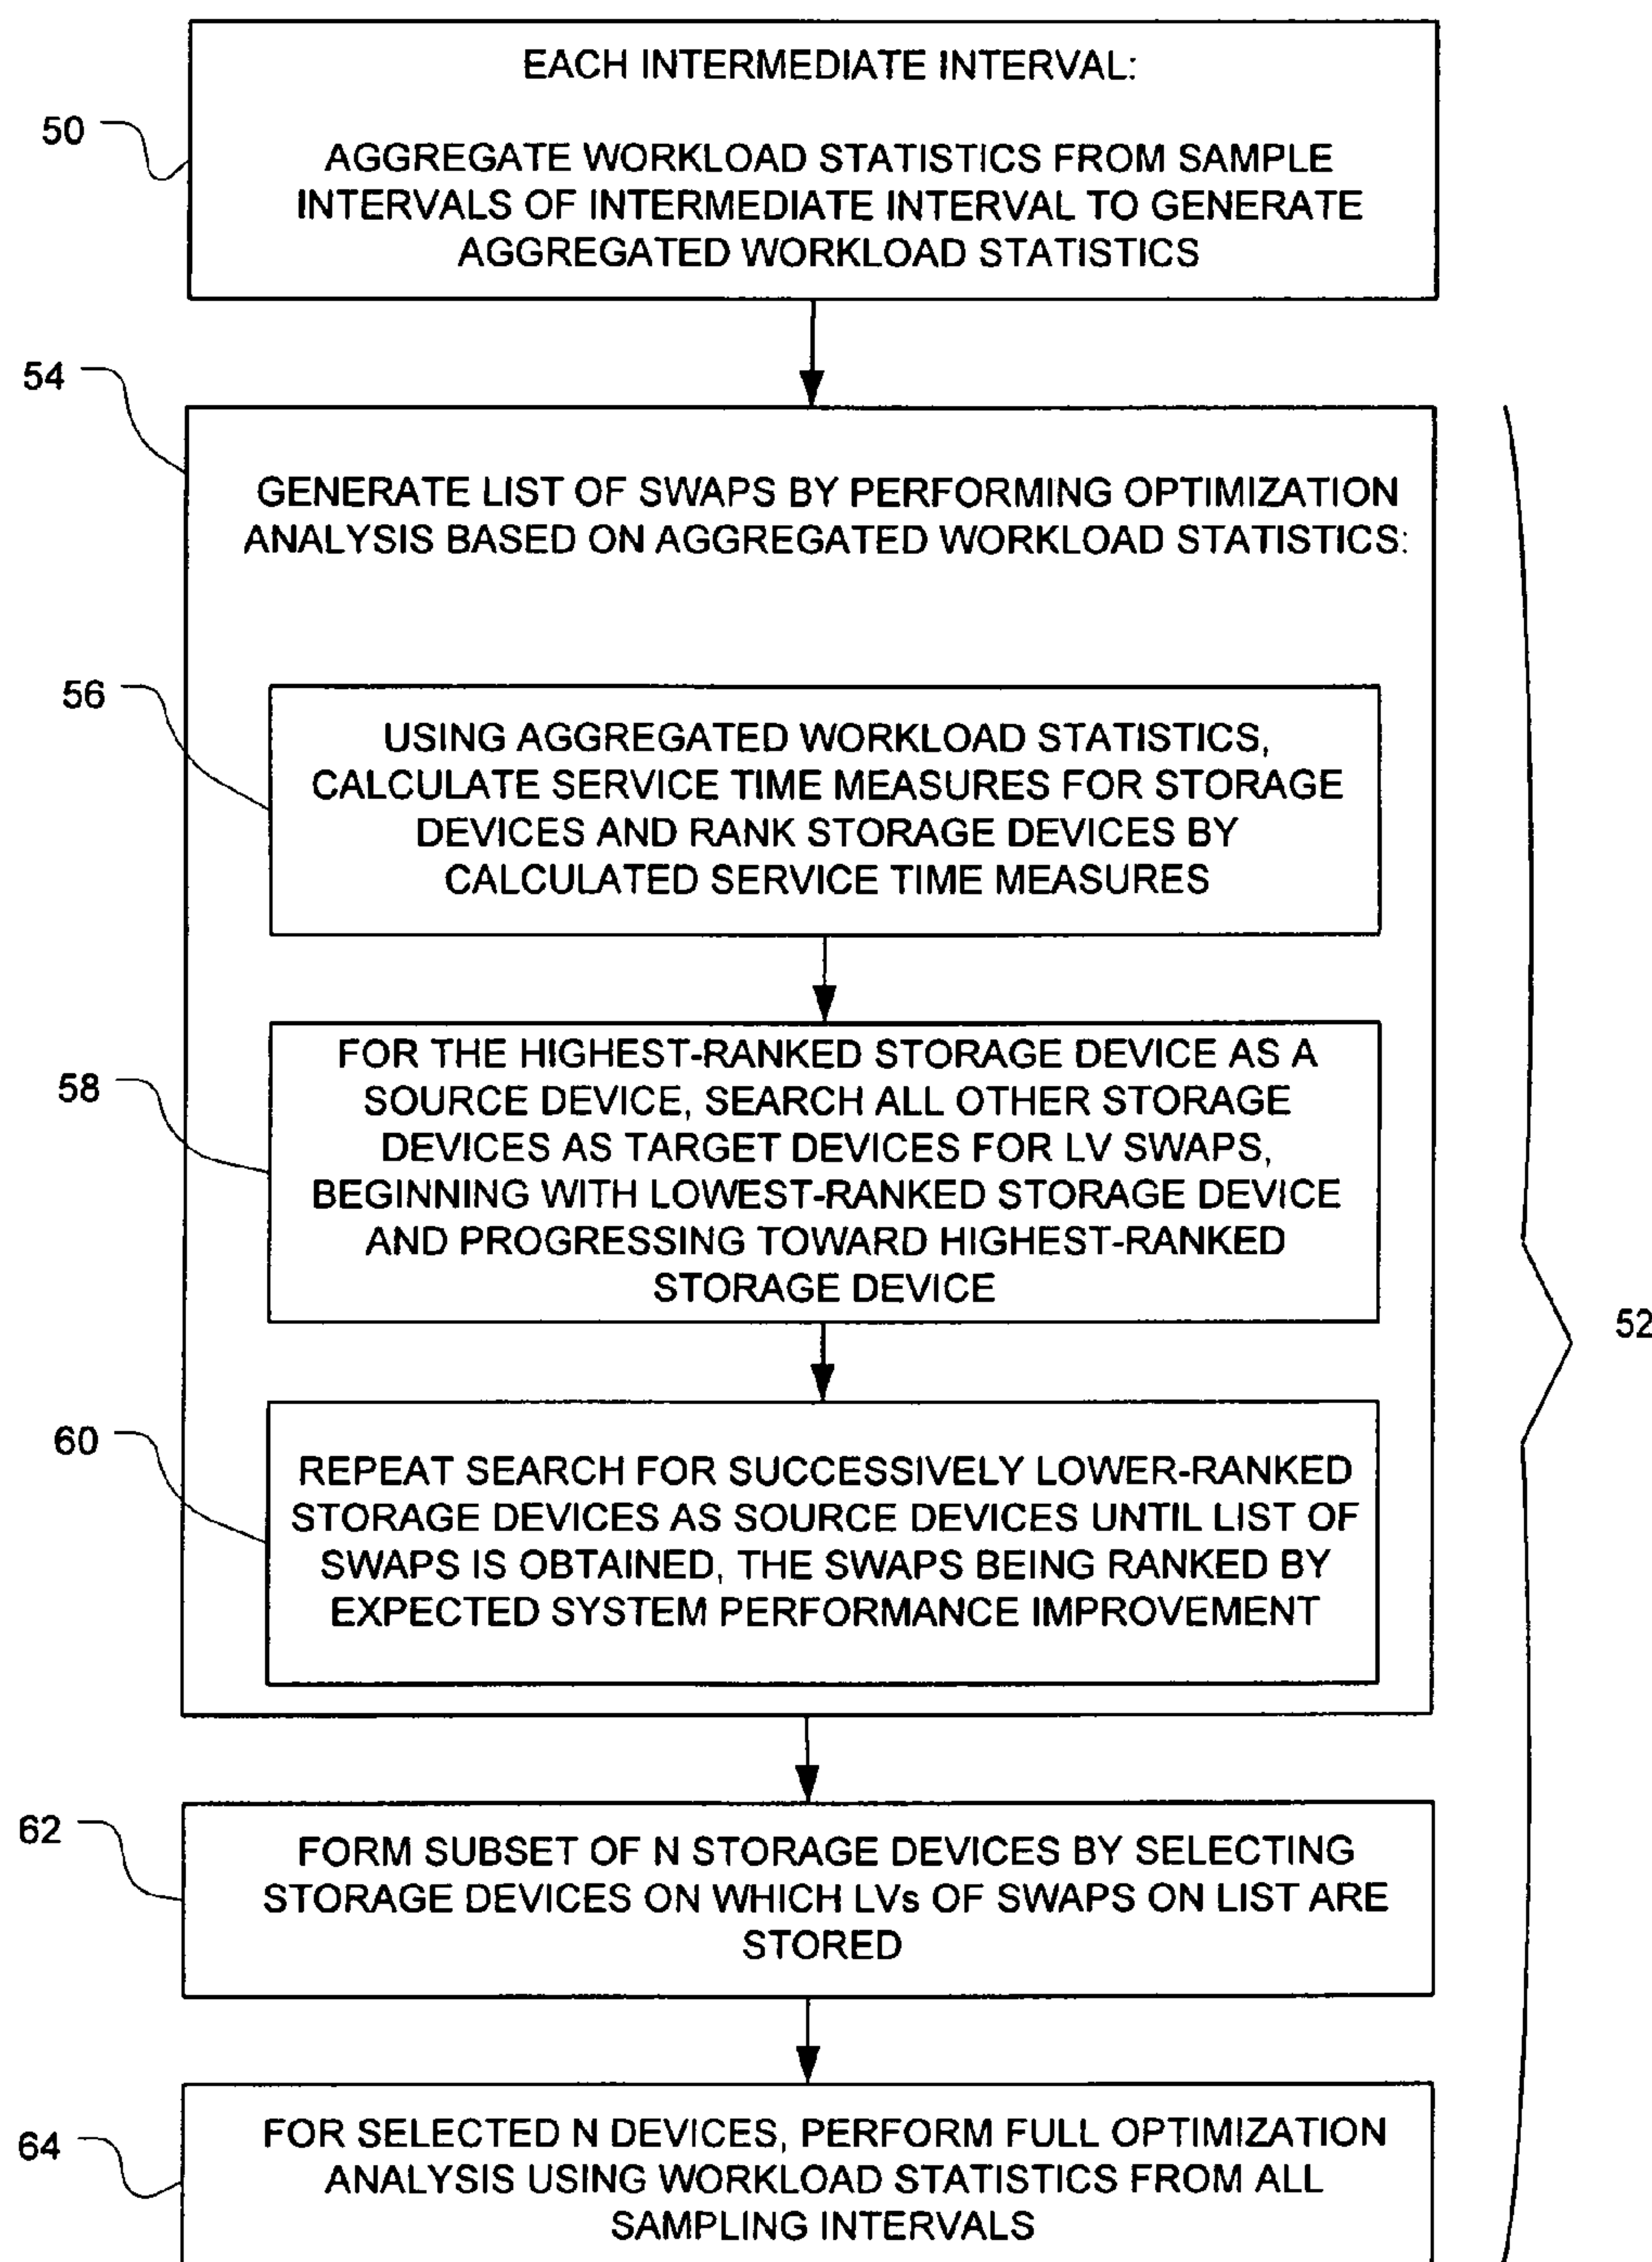 EACH INTERMEDIATE INTERVAL:
50
AGGREGATE WORKLOAD STATISTICS FROM SAMPLE
INTERVALS OF INTERMEDIATE INTERVAL TO GENERATE
AGGREGATED WORKLOAD STATISTICS
54
GENERATE LIST OF SWAPS BY PERFORMING OPTIMIZATION
ANALYSIS BASED ON AGGREGATED WORKLOAD STATISTICS:
56
USING AGGREGATED WORKLOAD STATISTICS,
CALCULATE SERVICE TIME MEASURES FOR STORAGE
DEVICES AND RANK STORAGE DEVICES BY
CALCULATED SERVICE TIME MEASURES
58
FOR THE HIGHEST-RANKED STORAGE DEVICE AS A
SOURCE DEVICE, SEARCH ALL OTHER STORAGE
DEVICES AS TARGET DEVICES FOR LV SWAPS,
BEGINNING WITH LOWEST-RANKED STORAGE DEVICE
AND PROGRESSING TOWARD HIGHEST-RANKED
STORAGE DEVICE
52
60
REPEAT SEARCH FOR SUCCESSIVELY LOWER-RANKED
STORAGE DEVICES AS SOURCE DEVICES UNTIL LIST OF
SWAPS IS OBTAINED, THE SWAPS BEING RANKED BY
EXPECTED SYSTEM PERFORMANCE IMPROVEMENT
62
FORM SUBSET OF N STORAGE DEVICES BY SELECTING
STORAGE DEVICES ON WHICH LVs OF SWAPS ON LIST ARE
STORED
64
FOR SELECTED N DEVICES, PERFORM FULL OPTIMIZATION
ANALYSIS USING WORKLOAD STATISTICS FROM ALL
SAMPLING INTERVALS